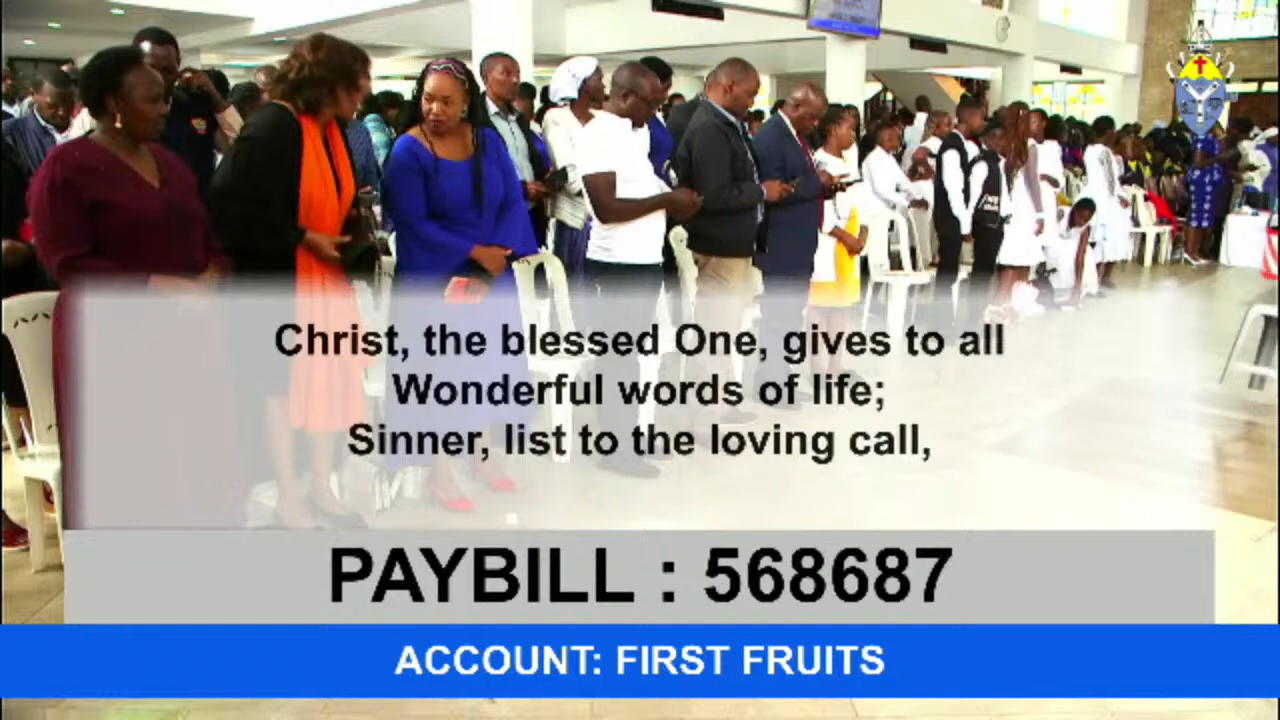 Christ, the blessed One, gives to all
Wonderful words of life;
Sinner, list to the loving call,
PAYBILL : 568687
ACCOUNT: FIRST FRUITS